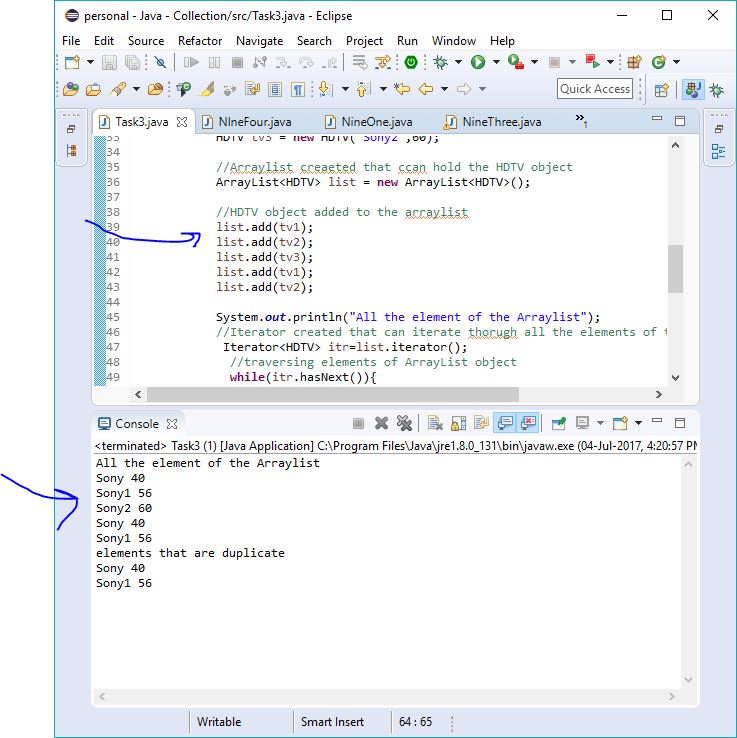 personal - Java - Collection/src/Task3.java - Eclipse
File Edit Source Refactor Navigate Search Project Run Window Help
Quick Access
Task3.java NIneFour.java NineOne.java NineThree.java »1
33 HDTV tv3 = new HDTV("Sony2",60);
34
35 //Arraylist creaeted that ccan hold the HDTV object
36 ArrayList<HDTV> list = new ArrayList<HDTV>();
37
38 //HDTV object added to the arraylist
39 list.add(tv1);
40 list.add(tv2);
41 list.add(tv3);
42 list.add(tv1);
43 list.add(tv2);
44
45 System.out.println("All the element of the Arraylist");
46 //Iterator created that can iterate thorugh all the elements of
47 Iterator<HDTV> itr=list.iterator();
48 //traversing elements of ArrayList object
49 while(itr.hasNext()){
Console
<terminated> Task3 (1) [Java Application] C:\Program Files\Java\jre1.8.0_131\bin\javaw.exe (04-Jul-2017, 4:20:57
All the element of the Arraylist
Sony 40
Sony1 56
Sony2 60
Sony 40
Sony1 56
elements that are duplicate
Sony 40
Sony1 56
Writable Smart Insert 64 : 65